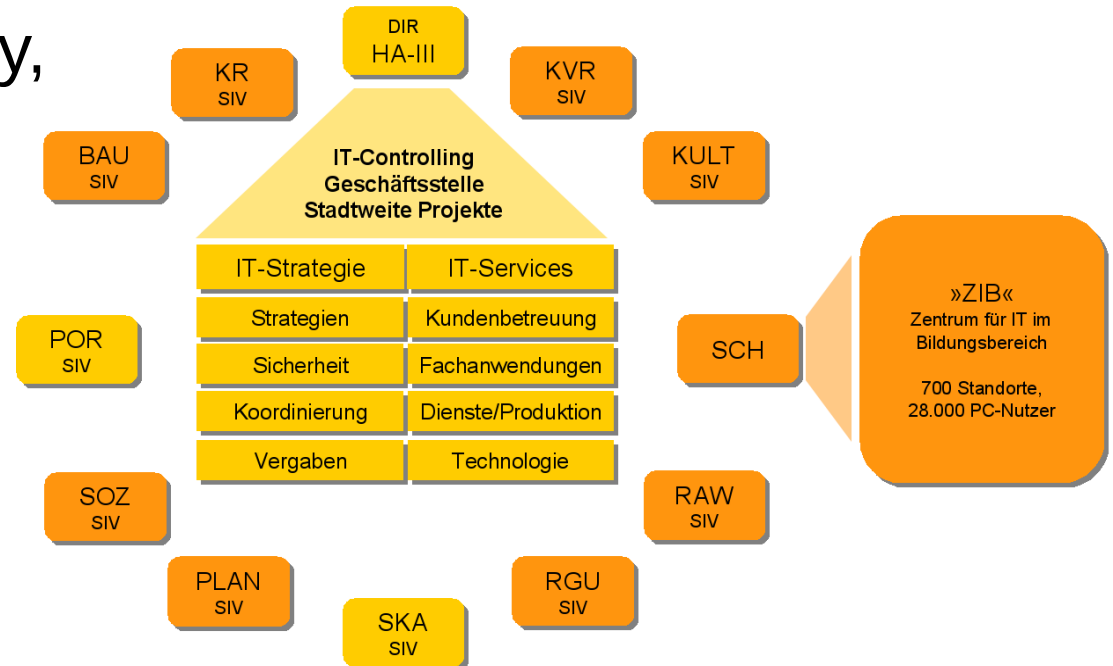 y,
DIR
HA-III
KR
SIV
KVR
SIV
BAU
SIV
KULT
SIV
IT-Controlling
Geschäftsstelle
Stadtweite Projekte
IT-Strategie
IT-Services
Strategien
Kundenbetreuung
Sicherheit
Fachanwendungen
Koordinierung
Dienste/Produktion
Vergaben
Technologie
POR
SIV
SCH
»ZIB«
Zentrum für IT im
Bildungsbereich
700 Standorte,
28.000 PC-Nutzer
SOZ
SIV
RAW
SIV
PLAN
SIV
RGU
SIV
SKA
SIV